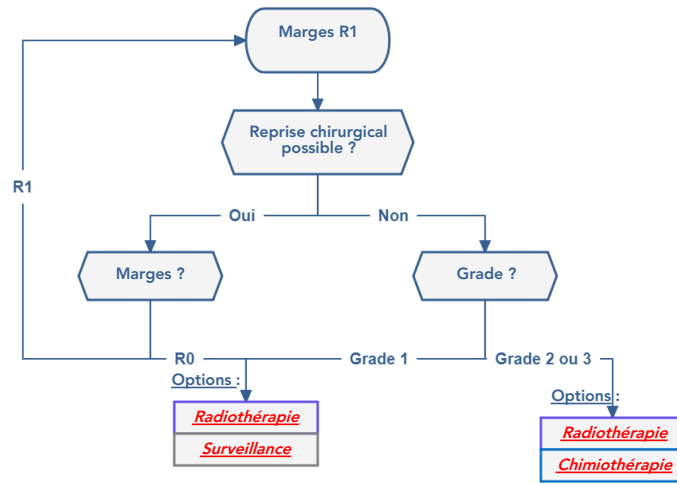 Marges R1
Reprise chirurgical
possible ?
R1
Oui
Non
Marges ?
Grade ?
R0
Grade 1
Grade 2 ou 3
Options :
Radiothérapie
Surveillance
Options :
Radiothérapie
Chimiothérapie